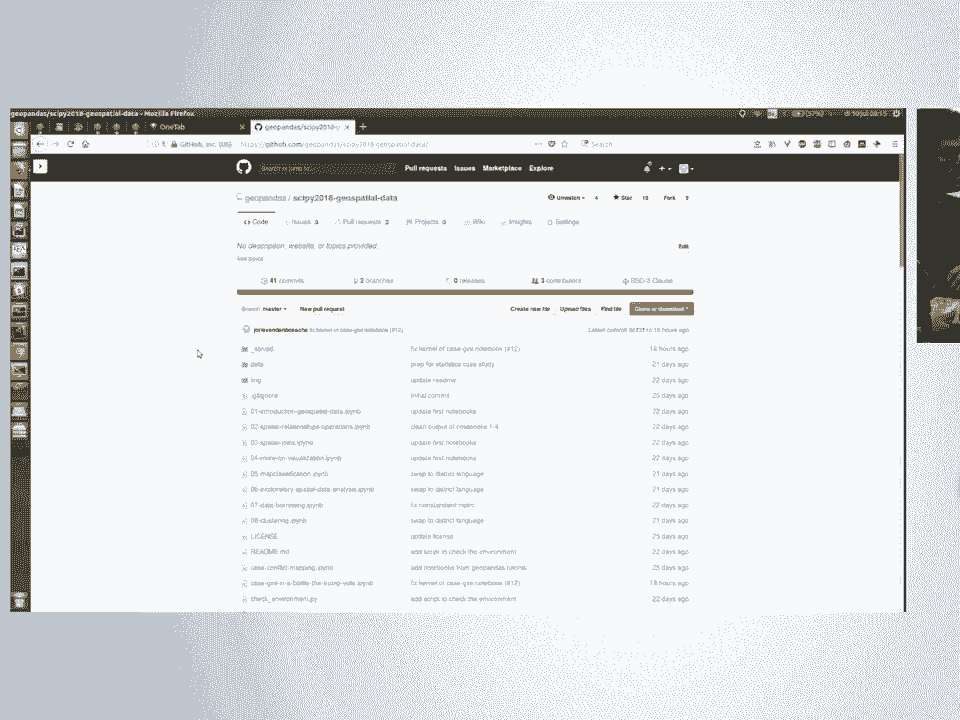 geopandas/scipy2018-geospatial-data - Mozilla Firefox
OneTab
geopandas/scipy2018-
GitHub, Inc. (US)
https://github.com/geopandas/scipy2018-geospatial-data/
Search
Search or jump to...
Pull requests Issues Marketplace Explore
geopandas / scipy2018-geospatial-data
Unwatch 4 Star 15 Fork
Code Issues Pull requests 2 Projects 0 Wiki Insights Settings
No description, website, or topics provided. Edit
Add topics
41 commits 2 branches 0 releases 3 contributors BSD-3-Clause
Branch: master New pull request Create new file Upload files Find file Clone or download
jorisvandenbossche fix kernel of case-gini notebook (#12) Latest commit 18 hours ago
_solved fix kernel of case-gini notebook (#12) 18 hours ago
data prep for statistics case study 21 days ago
img update readme 22 days ago
.gitignore initial commit 25 days ago
01-introduction-geospatial-data.ipynb update first notebooks 22 days ago
02-spatial-relationships-operations.ipynb clean output of notebooks 1-4 22 days ago
03-spatial-joins.ipynb update first notebooks 22 days ago
04-more-on-visualization.ipynb update first notebooks 22 days ago
05-mapclassification.ipynb swap to district language 21 days ago
06-exploratory-spatial-data-analysis.ipynb swap to district language 21 days ago
07-data-borrowing.ipynb fix nonstandard 22 days ago
08-clustering.ipynb swap to district language 21 days ago
LICENSE update license 25 days ago
README.md add script to check the environment 22 days ago
case-conflict-mapping.ipynb add notebooks from geopandas tutorial 25 days ago
case-gini-in-a-bottle-the-trump-vote.ipynb fix kernel of case-gini notebook (#12) 18 hours ago
check_environment.py add script to check the environment 22 days ago